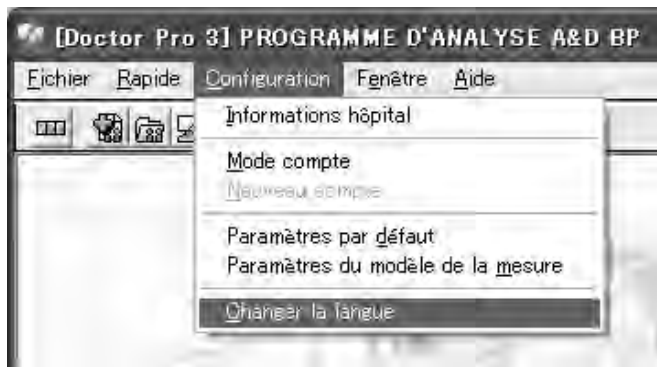 [Doctor Pro 3] PROGRAMME D'ANALYSE A&D BP
Fichier Rapide Configuration Fenêtre Aide
Informations hôpital
Mode compte
Nouveau compte
Paramètres par défaut
Paramètres du modèle de la mesure
Changer la langue